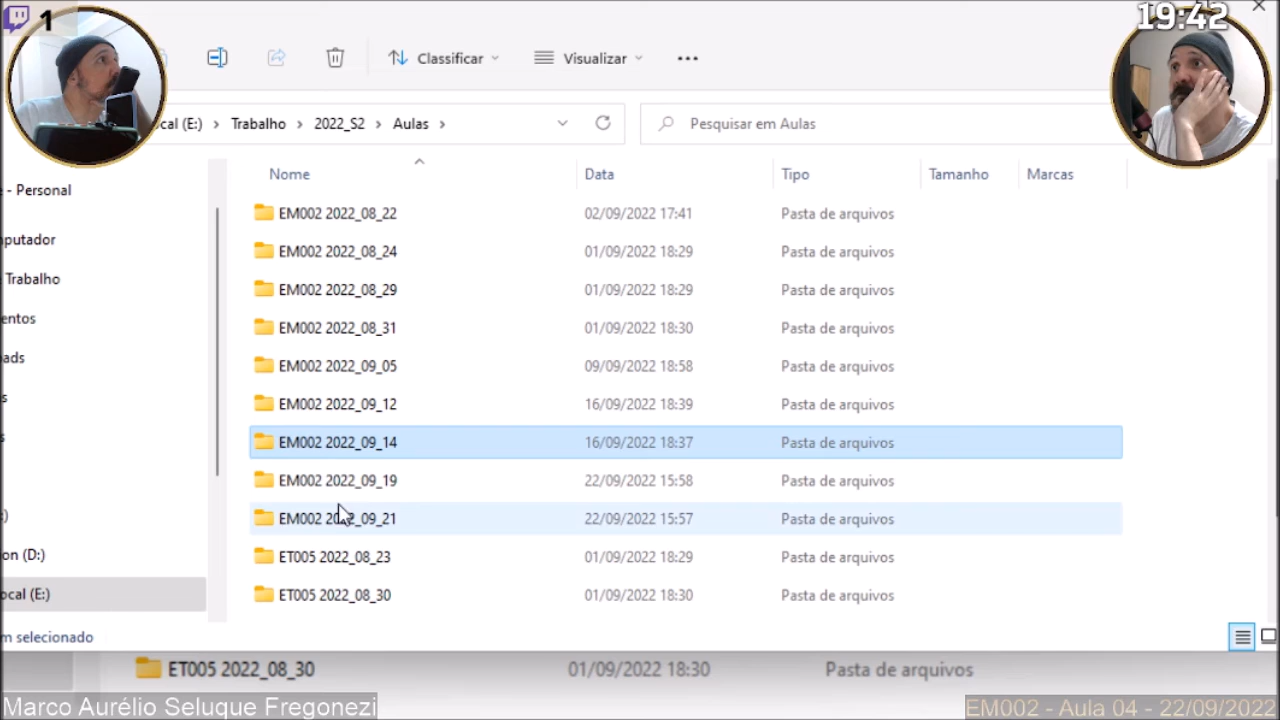 1
19:42
Classificar
Visualizar
cal (E:) > Trabalho > 2022_S2 > Aulas >
Pesquisar em Aulas
- Personal
nputador
Trabalho
entos
ads
s
s
:)
on (D:)
ocal (E:)
Nome Data Tipo Tamanho Marcas
EM002 2022_08_22 02/09/2022 17:41 Pasta de arquivos
EM002 2022_08_24 01/09/2022 18:29 Pasta de arquivos
EM002 2022_08_29 01/09/2022 18:29 Pasta de arquivos
EM002 2022_08_31 01/09/2022 18:30 Pasta de arquivos
EM002 2022_09_05 09/09/2022 18:58 Pasta de arquivos
EM002 2022_09_12 16/09/2022 18:39 Pasta de arquivos
EM002 2022_09_14 16/09/2022 18:37 Pasta de arquivos
EM002 2022_09_19 22/09/2022 15:58 Pasta de arquivos
EM002 2022_09_21 22/09/2022 15:57 Pasta de arquivos
ET005 2022_08_23 01/09/2022 18:29 Pasta de arquivos
ET005 2022_08_30 01/09/2022 18:30 Pasta de arquivos
m selecionado
ET005 2022_08_30 01/09/2022 18:30 Pasta de arquivos
Marco Aurélio Seluque Fregonezi
EM002 - Aula 04 - 22/09/2022